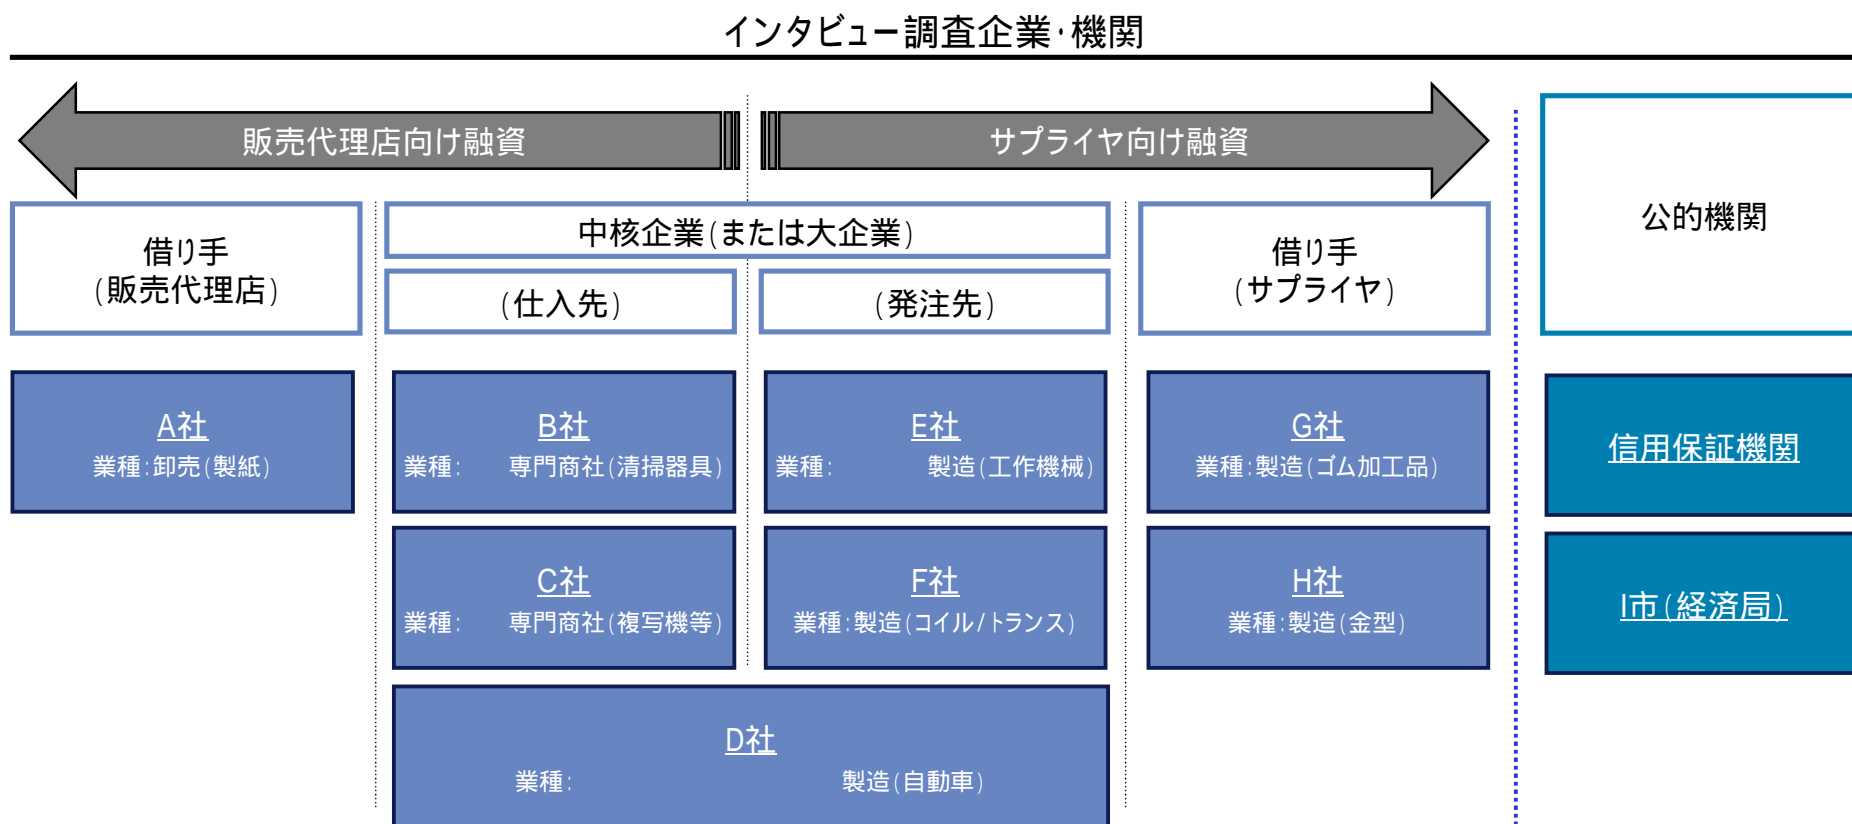 インタビュー調査企業・機関
販売代理店向け融資
サプライヤ向け融資
借り手
(販売代理店)
中核企業(または大企業)
(仕入先)
(発注先)
借り手
(サプライヤ)
公的機関
A社
業種:卸売(製紙)
B社
業種: 専門商社(清掃器具)
E社
業種: 製造(工作機械)
G社
業種:製造(ゴム加工品)
信用保証機関
C社
業種: 専門商社(複写機等)
F社
業種:製造(コイル/トランス)
H社
業種:製造(金型)
I市(経済局)
D社
業種: 製造(自動車)